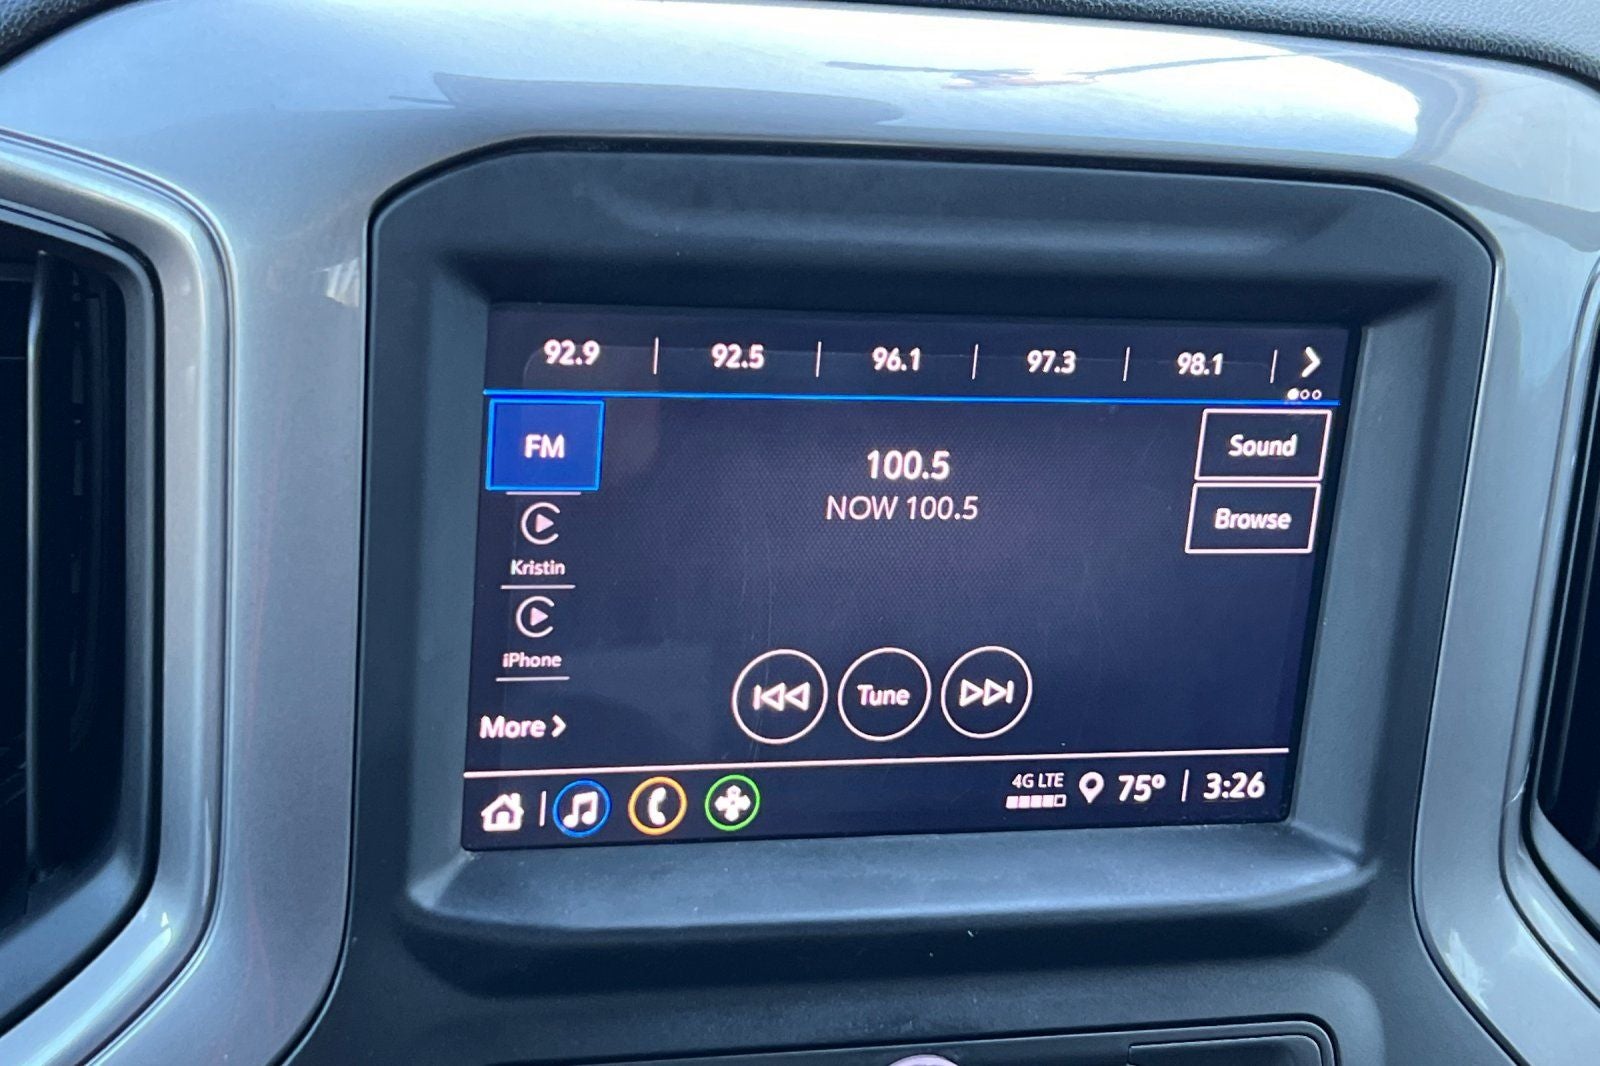 92.9 | 92.5 | 96.1 | 97.3 | 98.1 |
FM
Sound
100.5
NOW 100.5
Browse
Kristin
iPhone
Tune
More
4G LTE
75° | 3:26